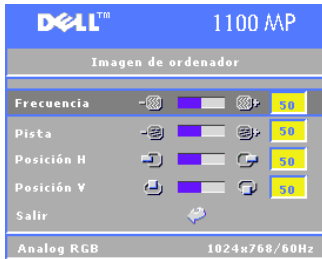 DELL™ 1100 MP
Imagen de ordenador
Frecuencia 50
Pista 50
Posición H 50
Posición V 50
Salir
Analog RGB 1024x768/60Hz